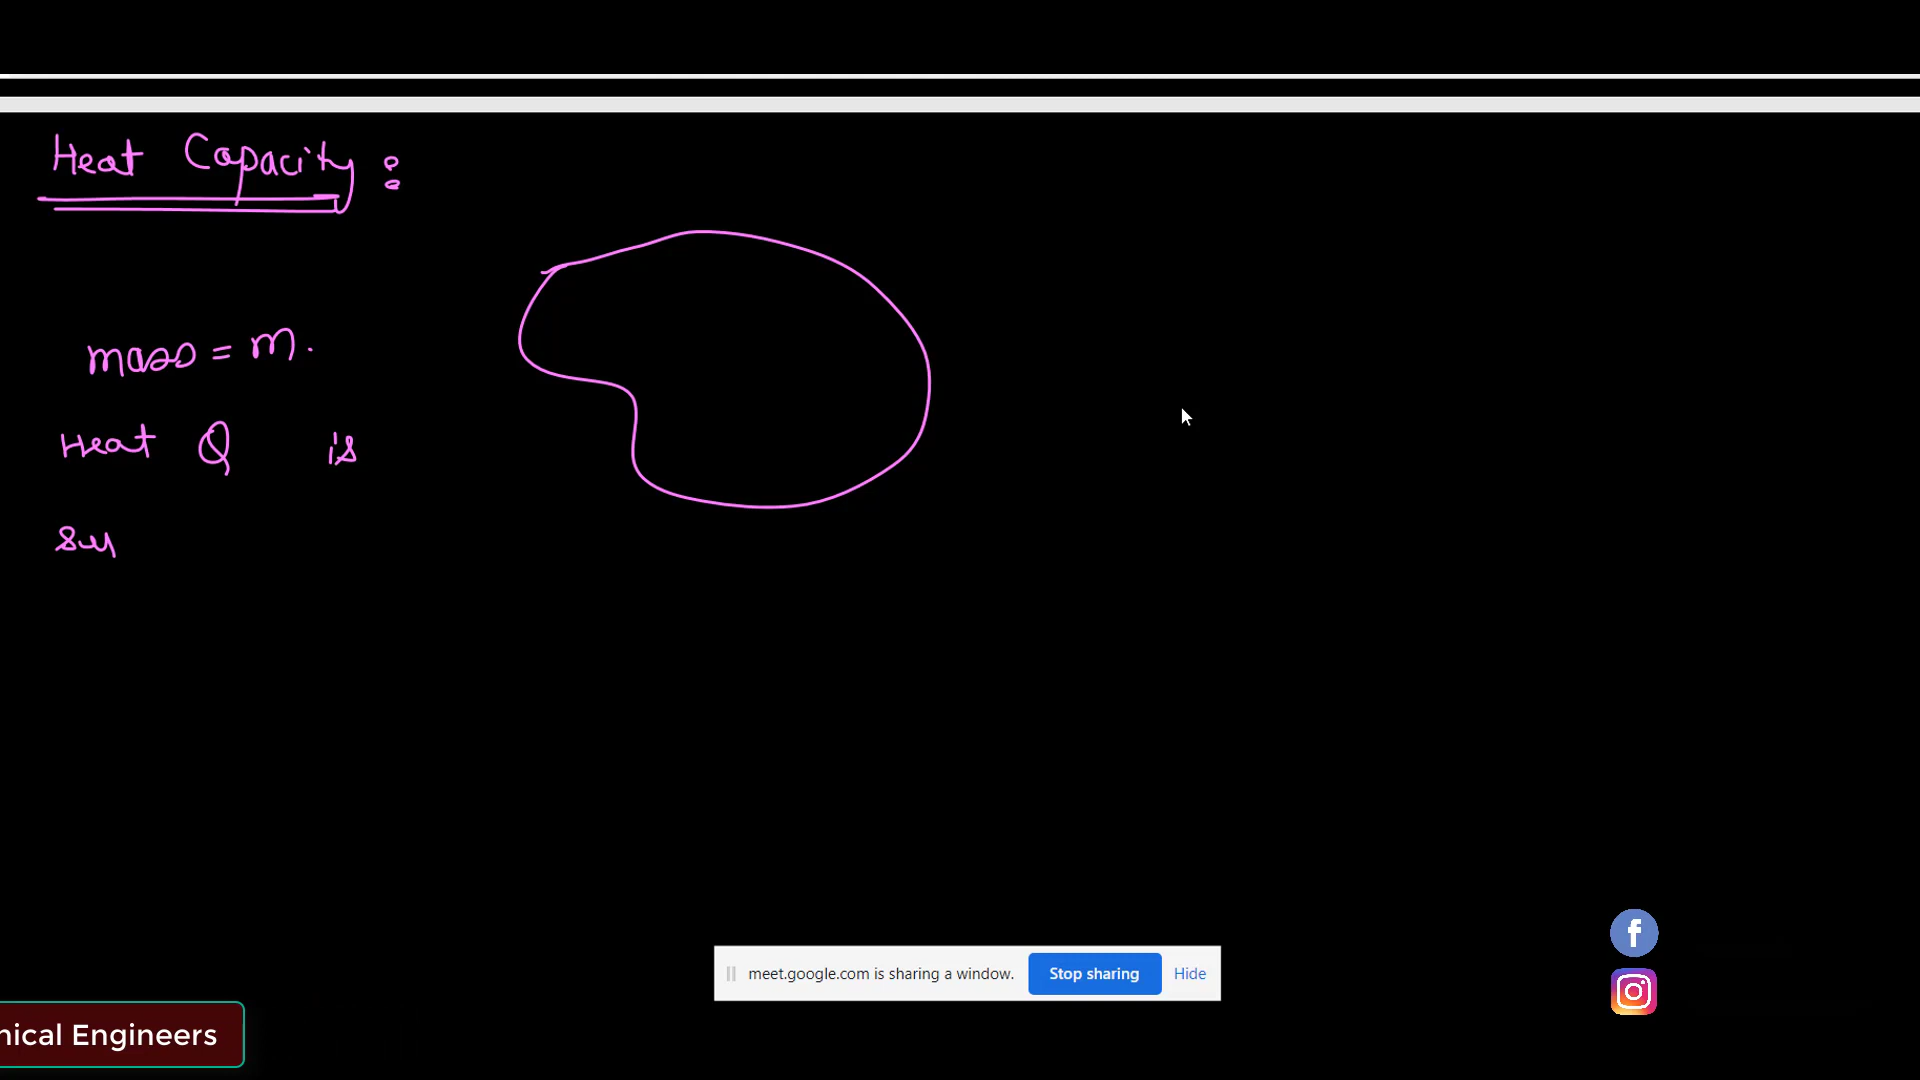 Heat Capacity :
mass = m.
Heat Q is
meet.google.com is sharing a window. Stop sharing Hide
nical Engineers